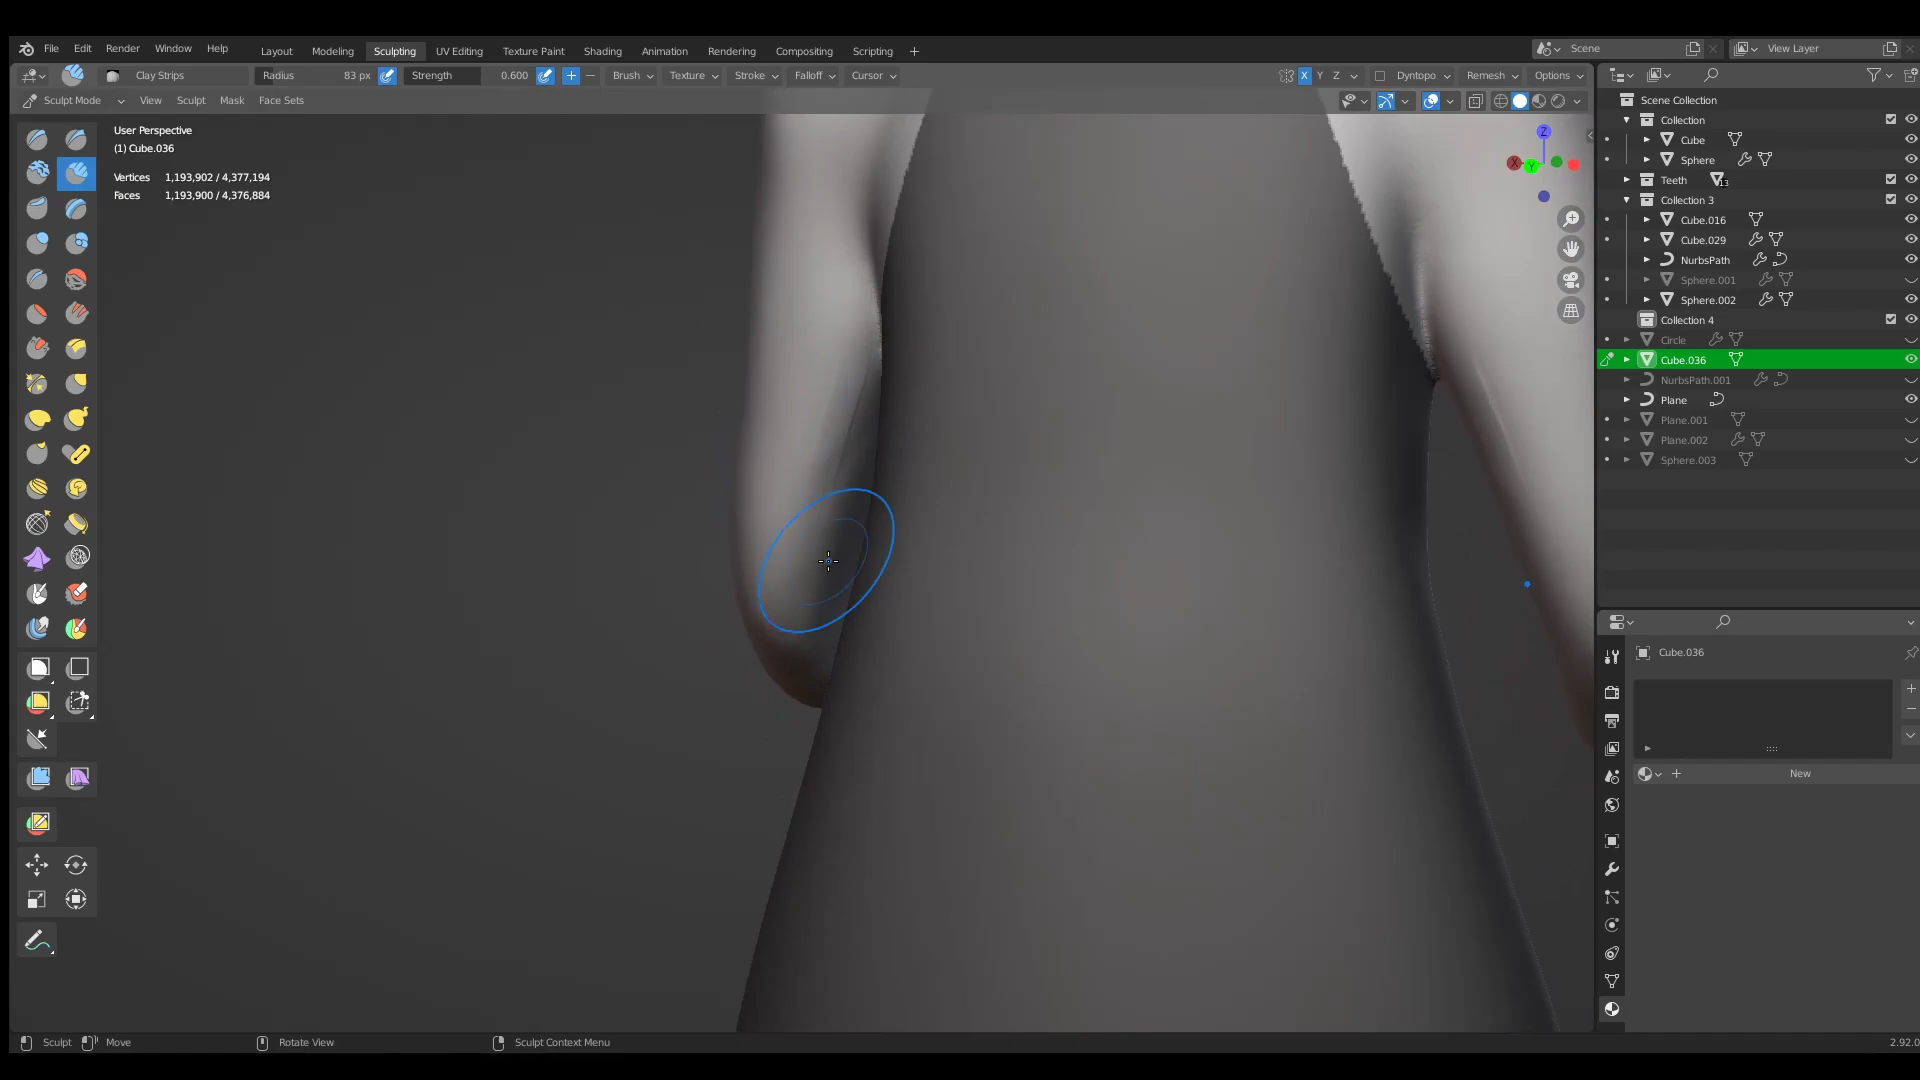 File Edit Render Window Help Layout Modeling Sculpting UV Editing Texture Paint Shading Animation Rendering Compositing Scripting + Scene View Layer
Clay Strips Radius 83 px Strength 0.600 + − Brush Texture Stroke Falloff Cursor X Y Z Dyntopo Remesh Options
Sculpt Mode View Sculpt Mask Face Sets
User Perspective
(1) Cube.036
Vertices 1,193,902 / 4,377,194
Faces 1,193,900 / 4,376,884
Z
X
Y
Scene Collection
Collection
Cube
Sphere
Teeth 13
Collection 3
Cube.016
Cube.029
NurbsPath
Sphere.001
Sphere.002
Collection 4
Circle
Cube.036
NurbsPath.001
Plane
Plane.001
Plane.002
Sphere.003
Cube.036
+ New
Sculpt Move Rotate View Sculpt Context Menu 2.92.0